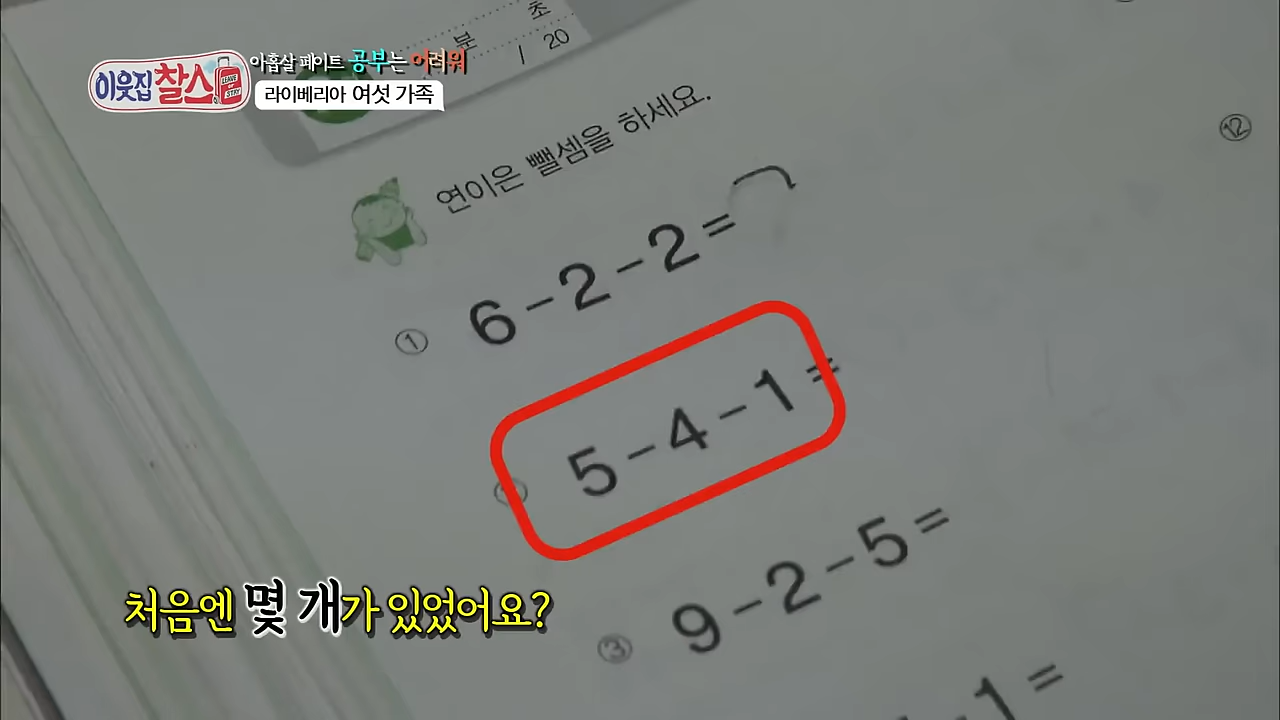 이웃집 찰스
LEAVE or STAY
아홉살 페이트 공부는 어려워
라이베리아 여섯 가족
분 초
/ 20
연이은 뺄셈을 하세요.
① 6-2-2=
5-4-1=
③ 9-2-5=
-1=
⑫
처음엔 몇 개가 있었어요?